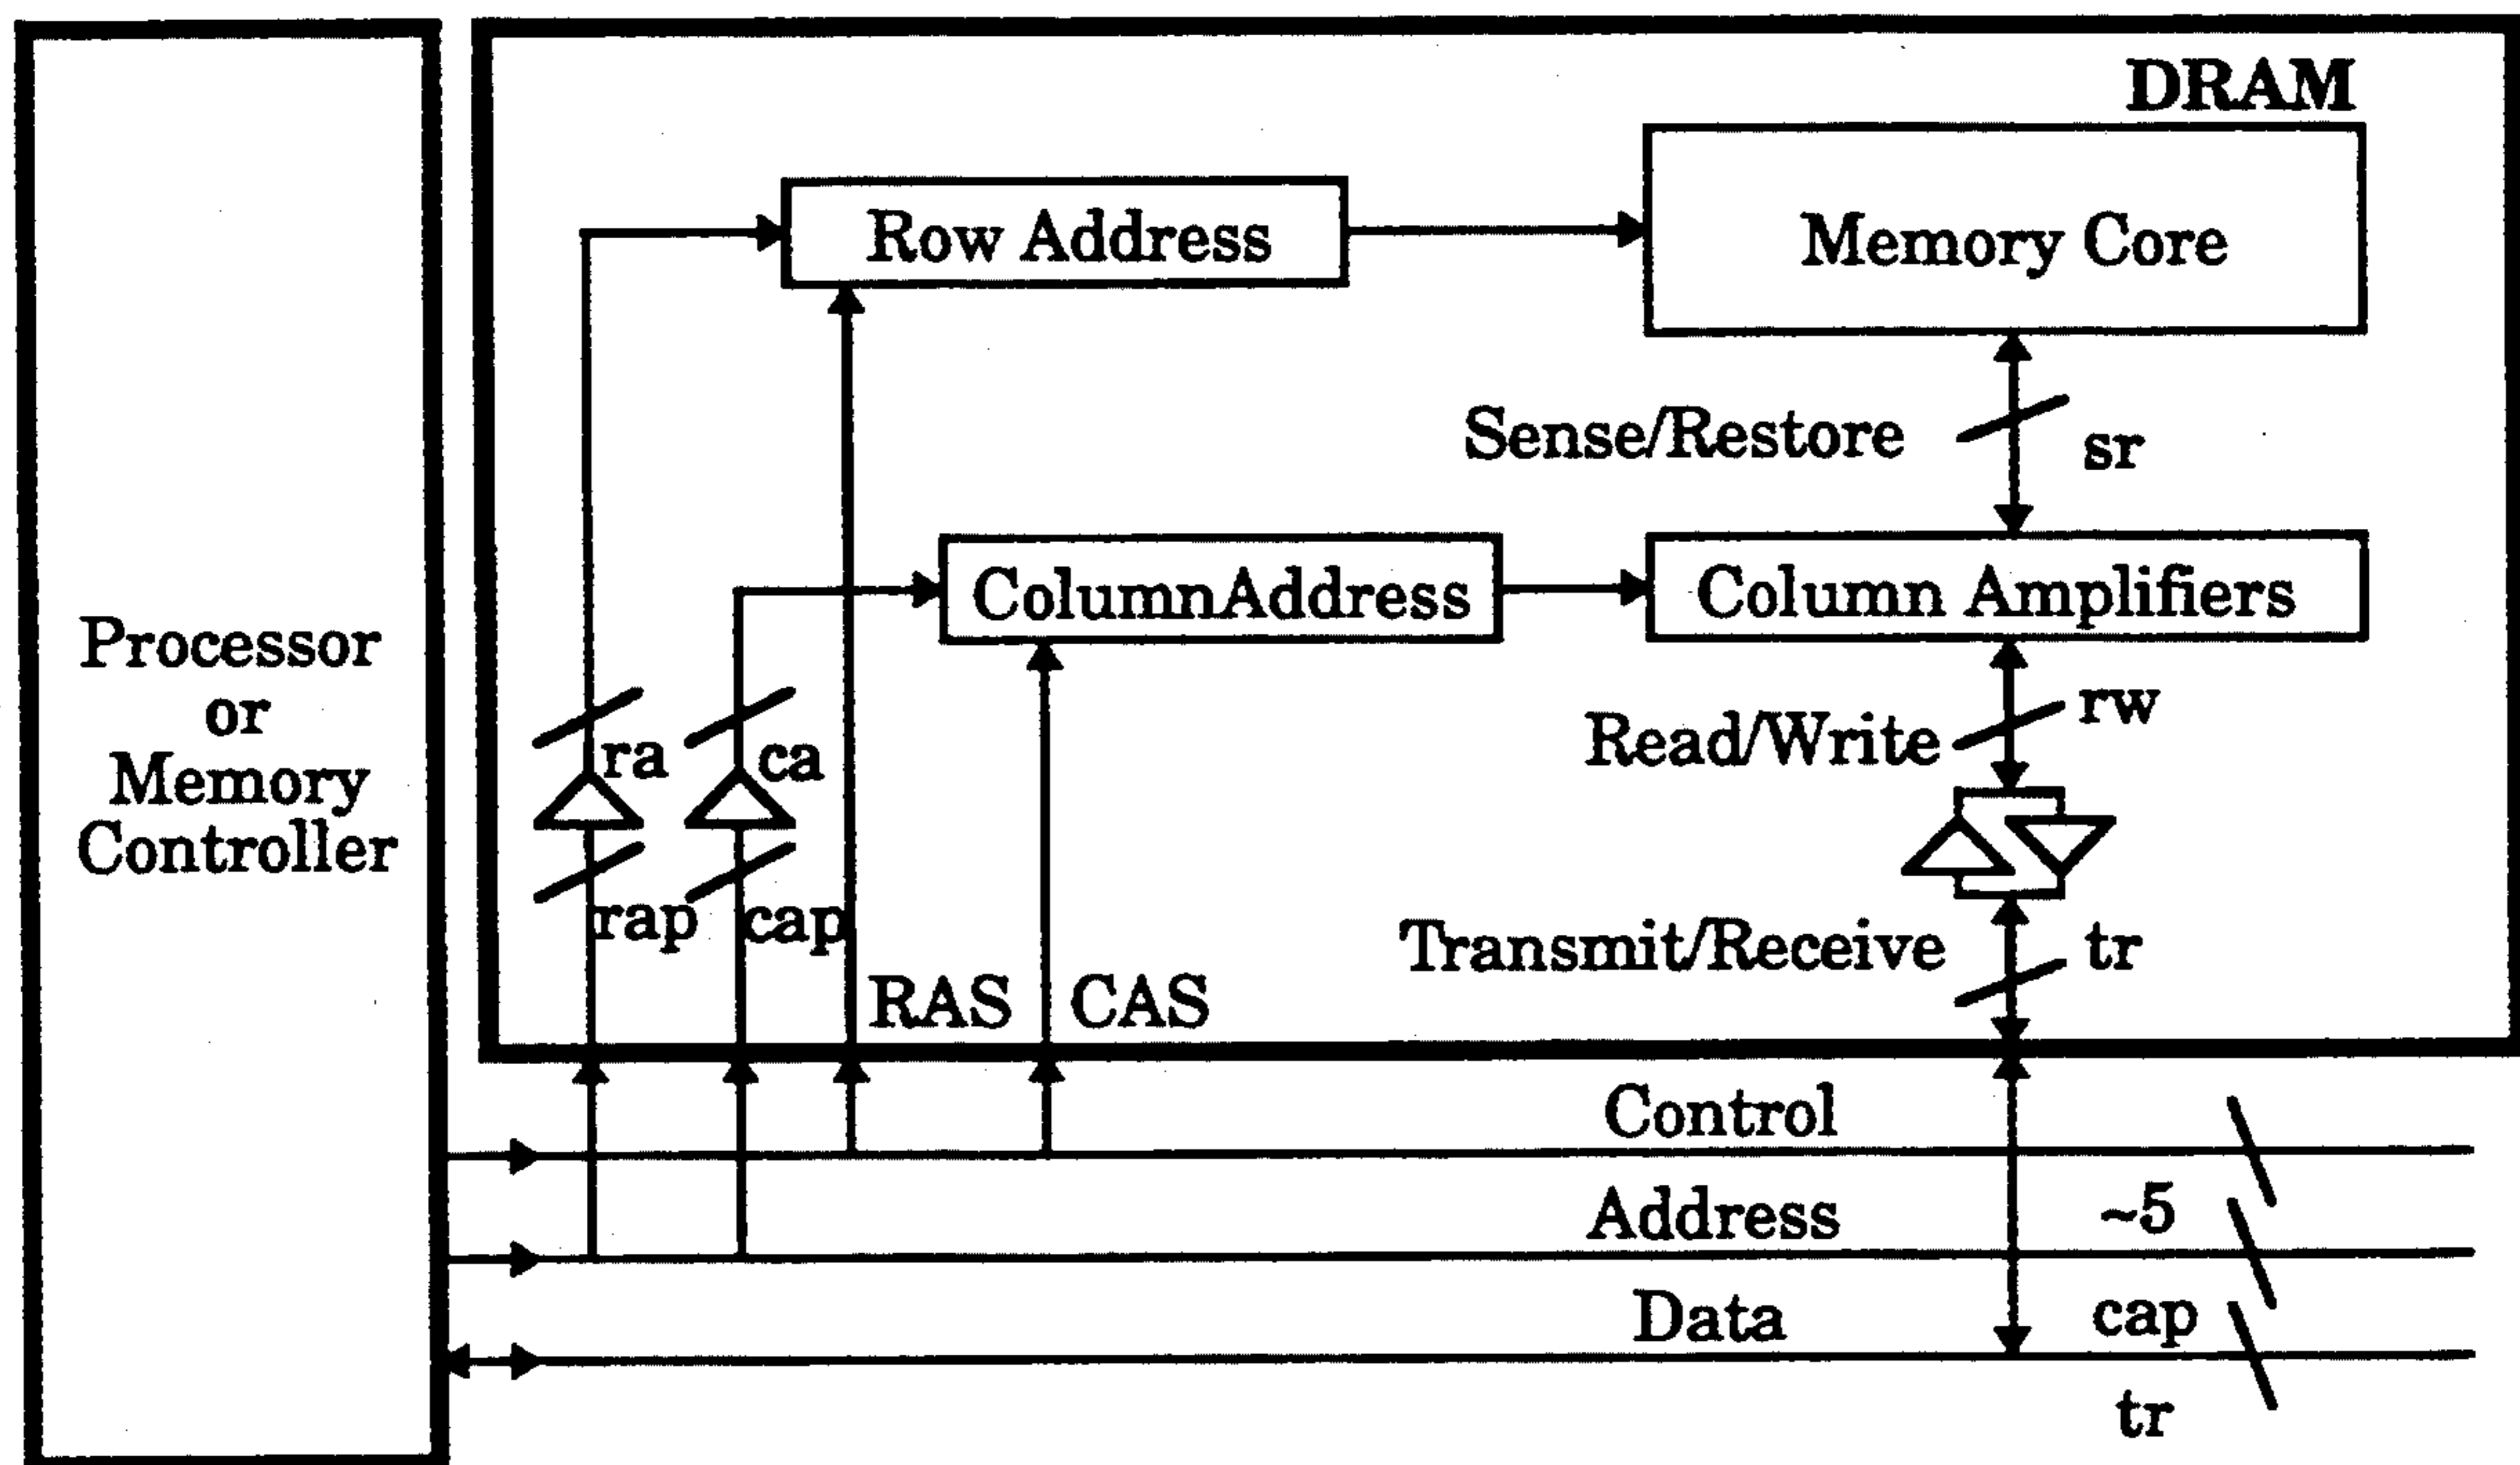 DRAM
Row Address
Memory Core
Sense/Restore
sr
ColumnAddress
Column Amplifiers
Processor
or
Memory
Controller
ra
ca
Read/Write
rw
rap
cap
Transmit/Receive
tr
RAS
CAS
Control
~5
Address
cap
Data
tr